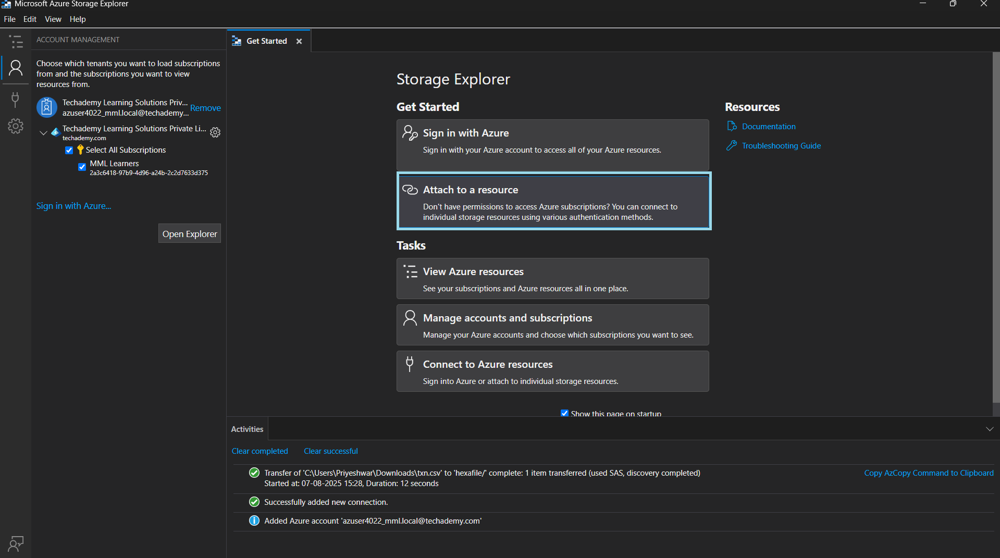 Microsoft Azure Storage Explorer
File Edit View Help
ACCOUNT MANAGEMENT
Choose which tenants you want to load subscriptions
from and the subscriptions you want to view
resources from.
Techademy Learning Solutions Priv...
azuser4022_mml.local@techademy...
Remove
Techademy Learning Solutions Private Li...
techademy.com
Select All Subscriptions
MML Learners
2a3c6418-97b9-4d96-a24b-2c2d7633d375
Sign in with Azure...
Open Explorer
Get Started
Storage Explorer
Get Started
Sign in with Azure
Sign in with your Azure account to access all of your Azure resources.
Attach to a resource
Don't have permissions to access Azure subscriptions? You can connect to
individual storage resources using various authentication methods.
Tasks
View Azure resources
See your subscriptions and Azure resources all in one place.
Manage accounts and subscriptions
Manage your Azure accounts and choose which subscriptions you want to see.
Connect to Azure resources
Sign into Azure or attach to individual storage resources.
Show this page on startup
Resources
Documentation
Troubleshooting Guide
Activities
Clear completed Clear successful
Transfer of 'C:\Users\Priyeshwar\Downloads\txn.csv' to 'hexafile/' complete: 1 item transferred (used SAS, discovery completed)
Started at: 07-08-2025 15:28, Duration: 12 seconds
Copy AzCopy Command to Clipboard
Successfully added new connection.
Added Azure account 'azuser4022_mml.local@techademy.com'